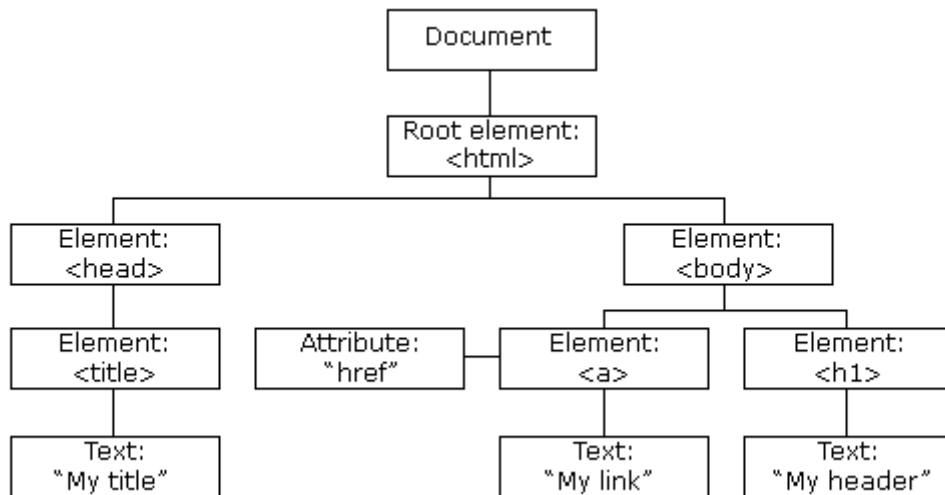 Document
Root element:
<html>
Element:
<head>
Element:
<body>
Element:
<title>
Attribute:
“href”
Element:
<a>
Element:
<h1>
Text:
“My title”
Text:
“My link”
Text:
“My header”